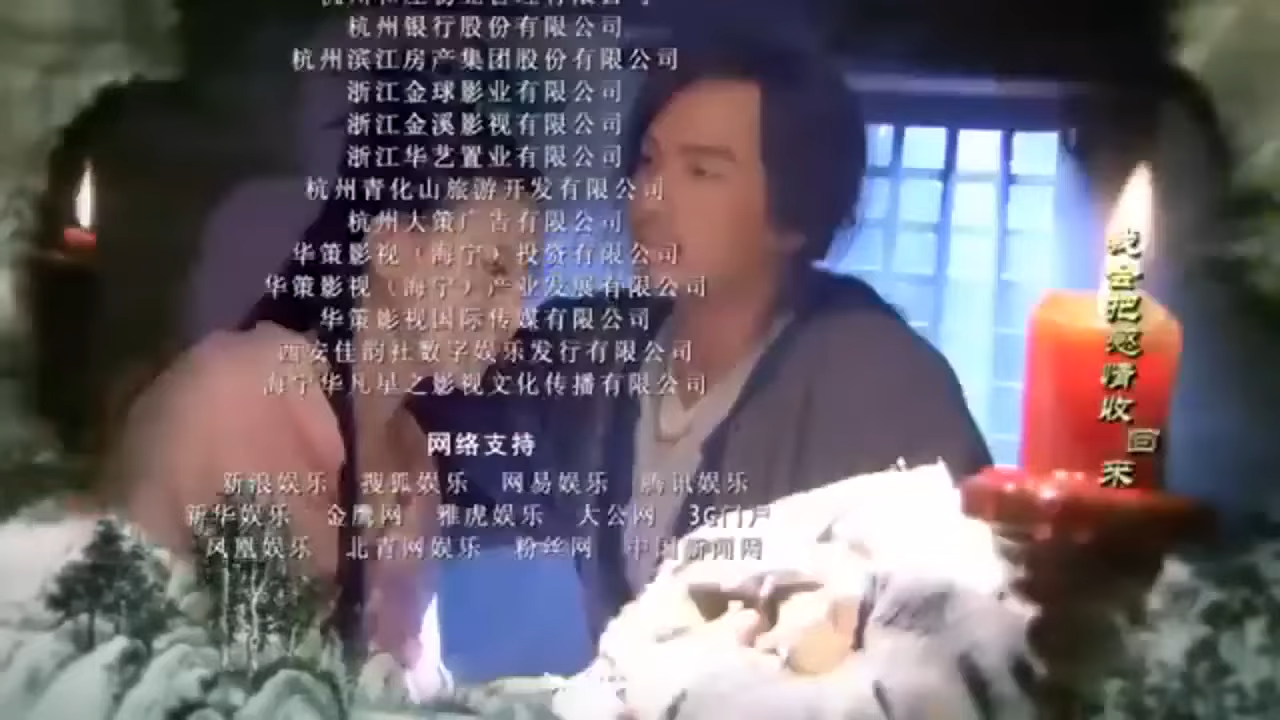 杭州银行股份有限公司
杭州滨江房产集团股份有限公司
浙江金球影业有限公司
浙江金溪影视有限公司
浙江华艺置业有限公司
杭州青化山旅游开发有限公司
杭州大策广告有限公司
华策影视（海宁）投资有限公司
华策影视（海宁）产业发展有限公司
华策影视国际传媒有限公司
西安佳韵社数字娱乐发行有限公司
海宁华凡星之影视文化传播有限公司
网络支持
新浪娱乐 搜狐娱乐 网易娱乐 腾讯娱乐
新华娱乐 金鹰网 雅虎娱乐 大公网 3G门户
凤凰娱乐 北青网娱乐 粉丝网 中国新闻网
我会把感情收回来